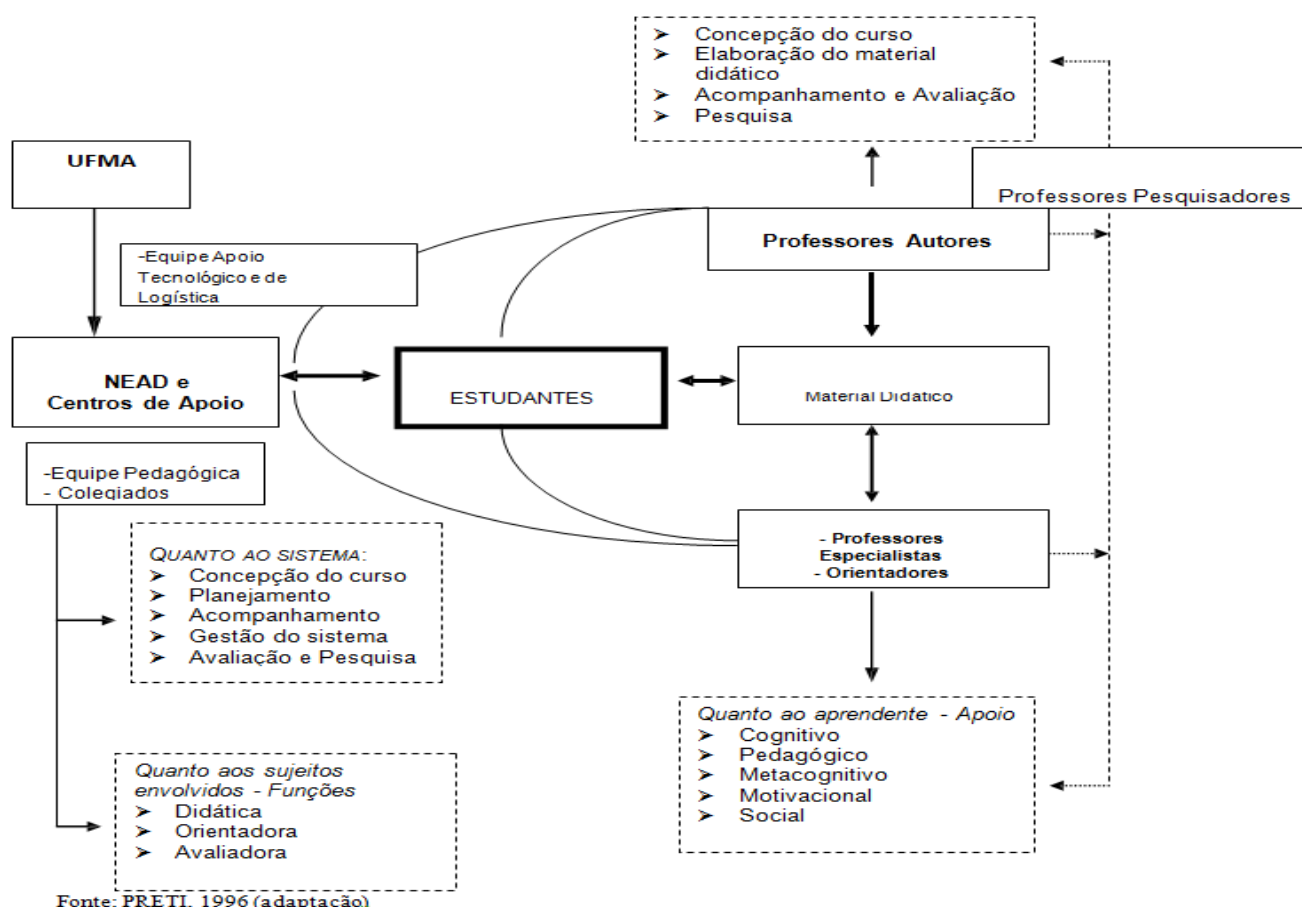 ➢ Concepção do curso
➢ Elaboração do material
didático
➢ Acompanhamento e Avaliação
➢ Pesquisa
UFMA
Professores Pesquisadores
Professores Autores
-Equipe Apoio
Tecnológico e de
Logística
NEAD e
Centros de Apoio
ESTUDANTES
Material Didático
-Equipe Pedagógica
- Colegiados
- Professores
Especialistas
- Orientadores
QUANTO AO SISTEMA:
➢ Concepção do curso
➢ Planejamento
➢ Acompanhamento
➢ Gestão do sistema
➢ Avaliação e Pesquisa
Quanto ao aprendente - Apoio
➢ Cognitivo
➢ Pedagógico
➢ Metacognitivo
➢ Motivacional
➢ Social
Quanto aos sujeitos
envolvidos - Funções
➢ Didática
➢ Orientadora
➢ Avaliadora
Fonte: PRETI, 1996 (adaptação)